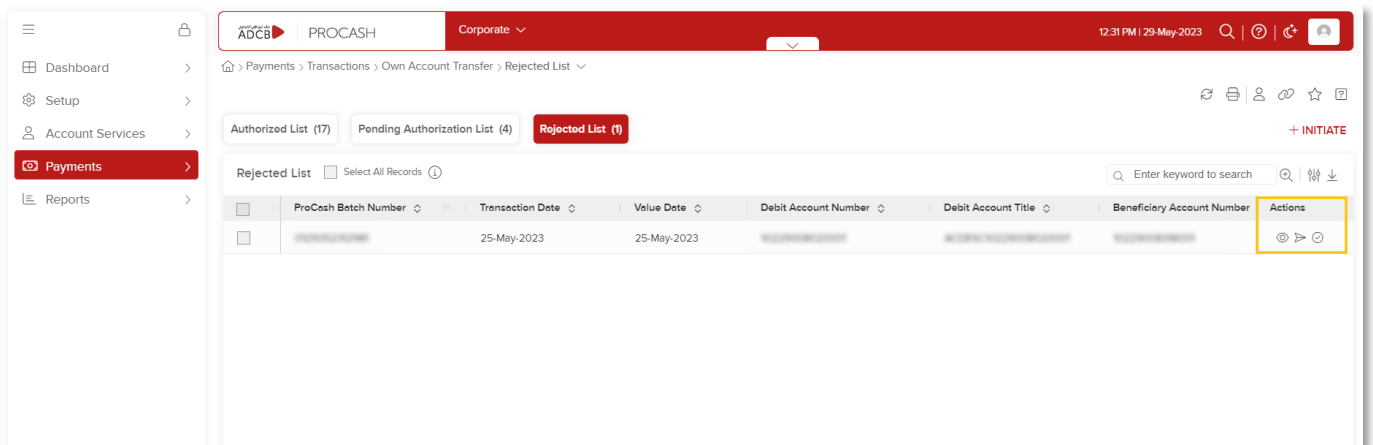 ADCB
PROCASH
Corporate
12:31 PM | 29-May-2023
Dashboard
Setup
Account Services
Payments
Reports
> Payments > Transactions > Own Account Transfer > Rejected List
Authorized List (17)
Pending Authorization List (4)
Rejected List (1)
+ INITIATE
Rejected List
Select All Records
Enter keyword to search
ProCash Batch Number
Transaction Date
Value Date
Debit Account Number
Debit Account Title
Beneficiary Account Number
Actions
25-May-2023
25-May-2023